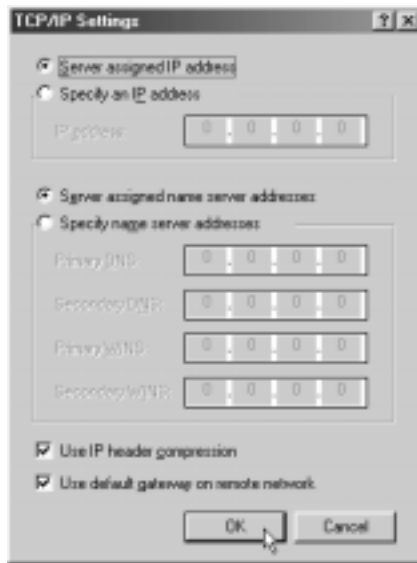 TCP/IP Settings
Server assigned IP address
Specify an IP address
IP address:
0 . 0 . 0 . 0
Server assigned name server addresses
Specify name server addresses
Primary DNS:
0 . 0 . 0 . 0
Secondary DNS:
0 . 0 . 0 . 0
Primary WINS:
0 . 0 . 0 . 0
Secondary WINS:
0 . 0 . 0 . 0
Use IP header compression
Use default gateway on remote network
OK
Cancel